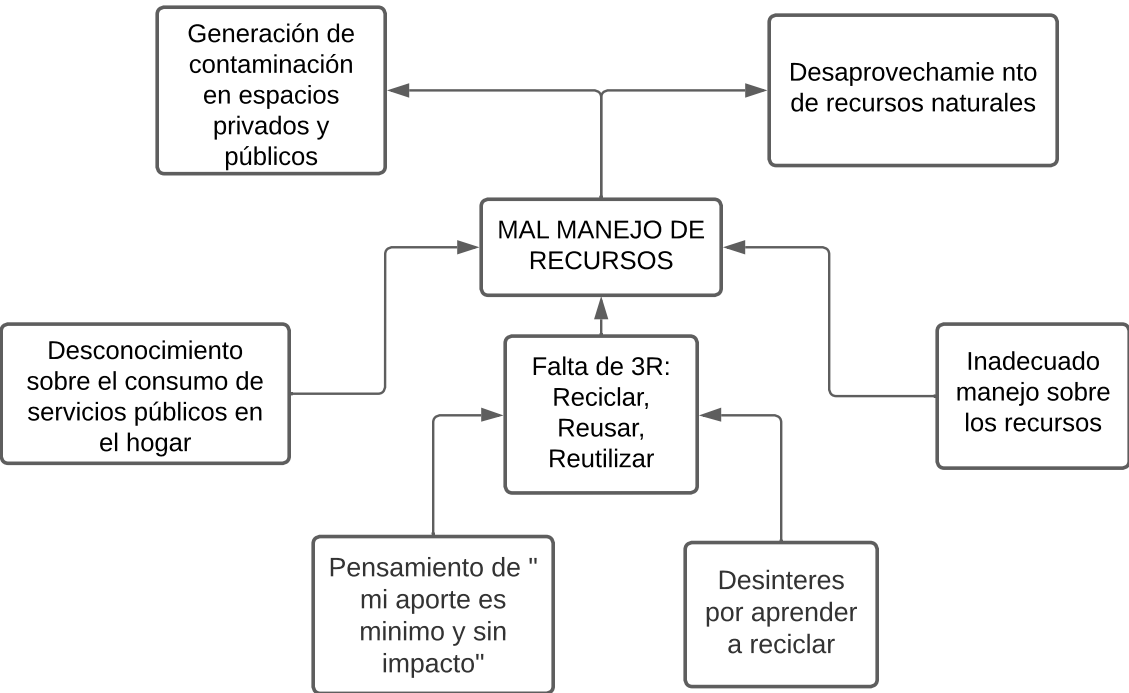 Generación de
contaminación
en espacios
privados y
públicos
Desaprovechamie nto
de recursos naturales
MAL MANEJO DE
RECURSOS
Desconocimiento
sobre el consumo de
servicios públicos en
el hogar
Falta de 3R:
Reciclar,
Reusar,
Reutilizar
Inadecuado
manejo sobre
los recursos
Pensamiento de "
mi aporte es
minimo y sin
impacto"
Desinteres
por aprender
a reciclar